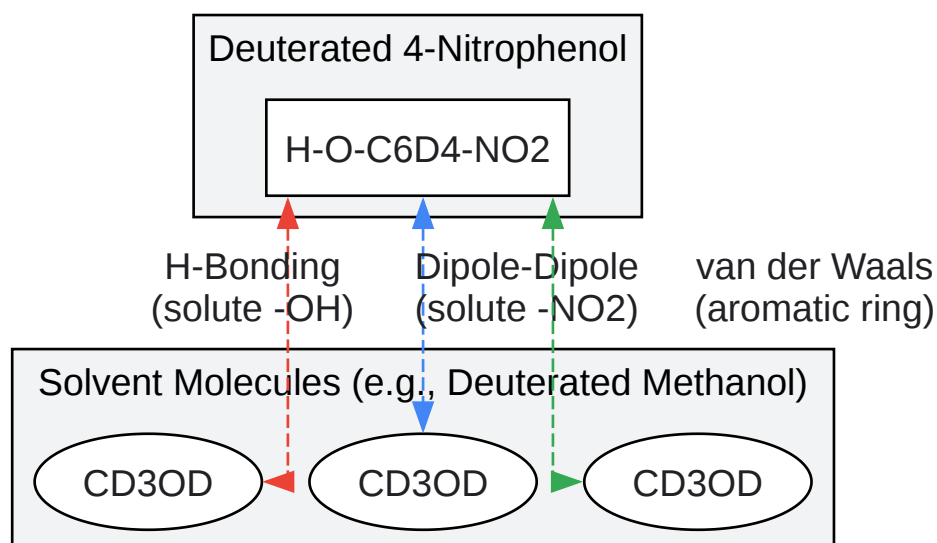 Deuterated 4-Nitrophenol
H-O-C6D4-NO2
H-Bonding
(solute -OH)
Dipole-Dipole
(solute -NO2)
van der Waals
(aromatic ring)
Solvent Molecules (e.g., Deuterated Methanol)
CD3OD
CD3OD
CD3OD